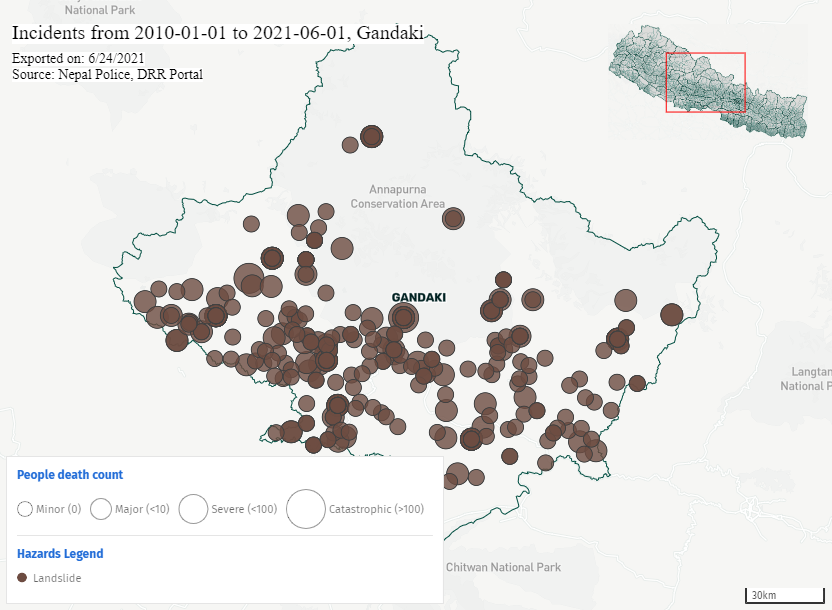 National Park
Incidents from 2010-01-01 to 2021-06-01, Gandaki
Exported on: 6/24/2021
Source: Nepal Police, DRR Portal
Annapurna
Conservation Area
GANDAKI
Langtan
National P
People death count
Minor (0)
Major (<10)
Severe (<100)
Catastrophic (>100)
Hazards Legend
Landslide
Chitwan National Park
30km